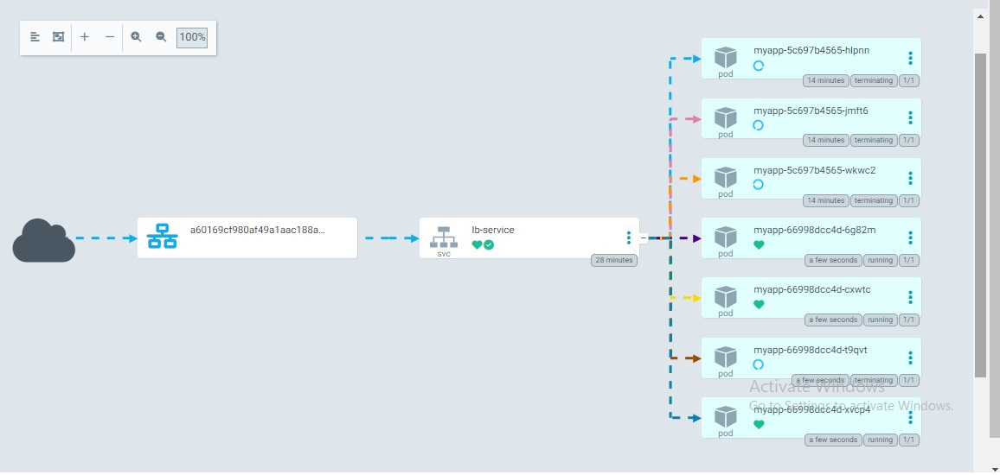 100%
a60169cf980af49a1aac188a...
lb-service
svc
28 minutes
myapp-5c697b4565-hlpnn
pod
14 minutes terminating 1/1
myapp-5c697b4565-jmft6
pod
14 minutes terminating 1/1
myapp-5c697b4565-wkwc2
pod
14 minutes terminating 1/1
myapp-66998dcc4d-6g82m
pod
a few seconds running 1/1
myapp-66998dcc4d-cxwtc
pod
a few seconds running 1/1
myapp-66998dcc4d-t9qvt
pod
a few seconds terminating 1/1
Activate Windows
Go to Settings to activate Windows.
myapp-66998dcc4d-xvcp4
pod
a few seconds running 1/1